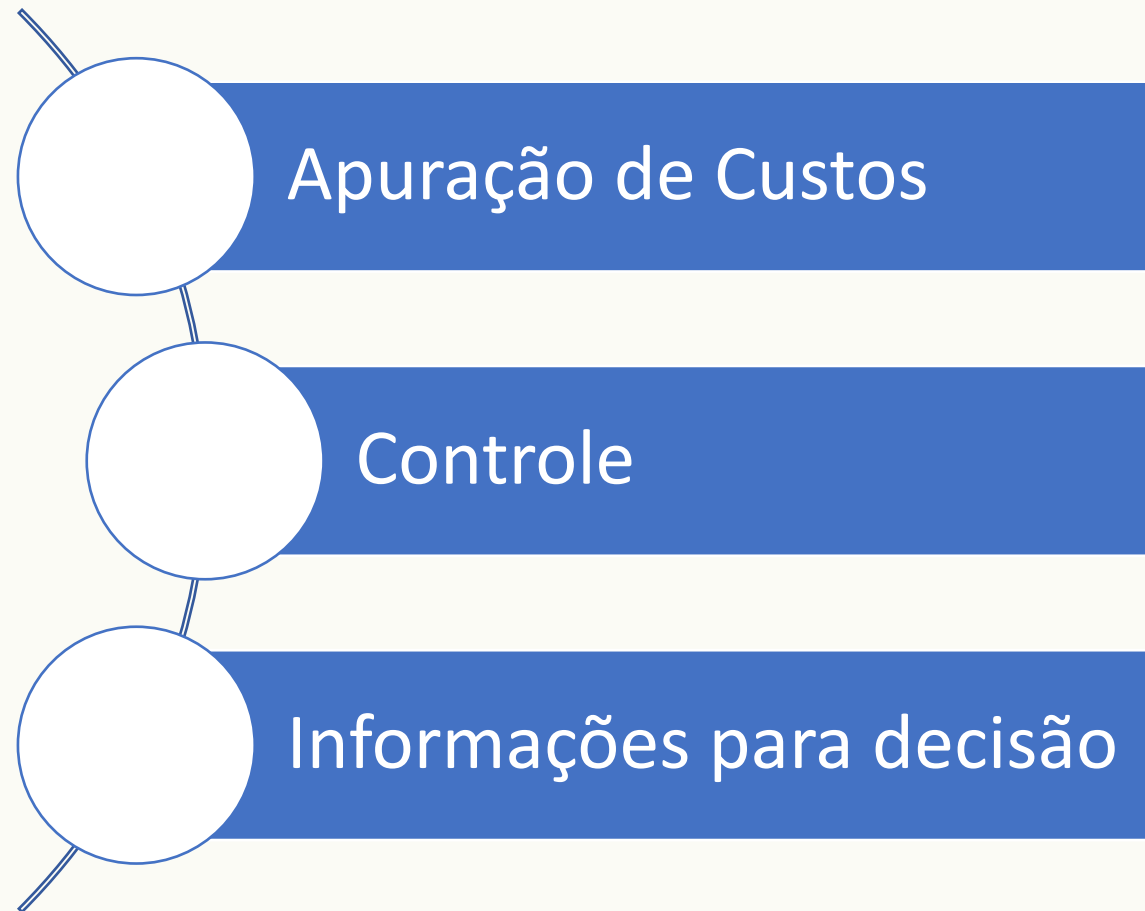 Apuração de Custos
Controle
Informações para decisão